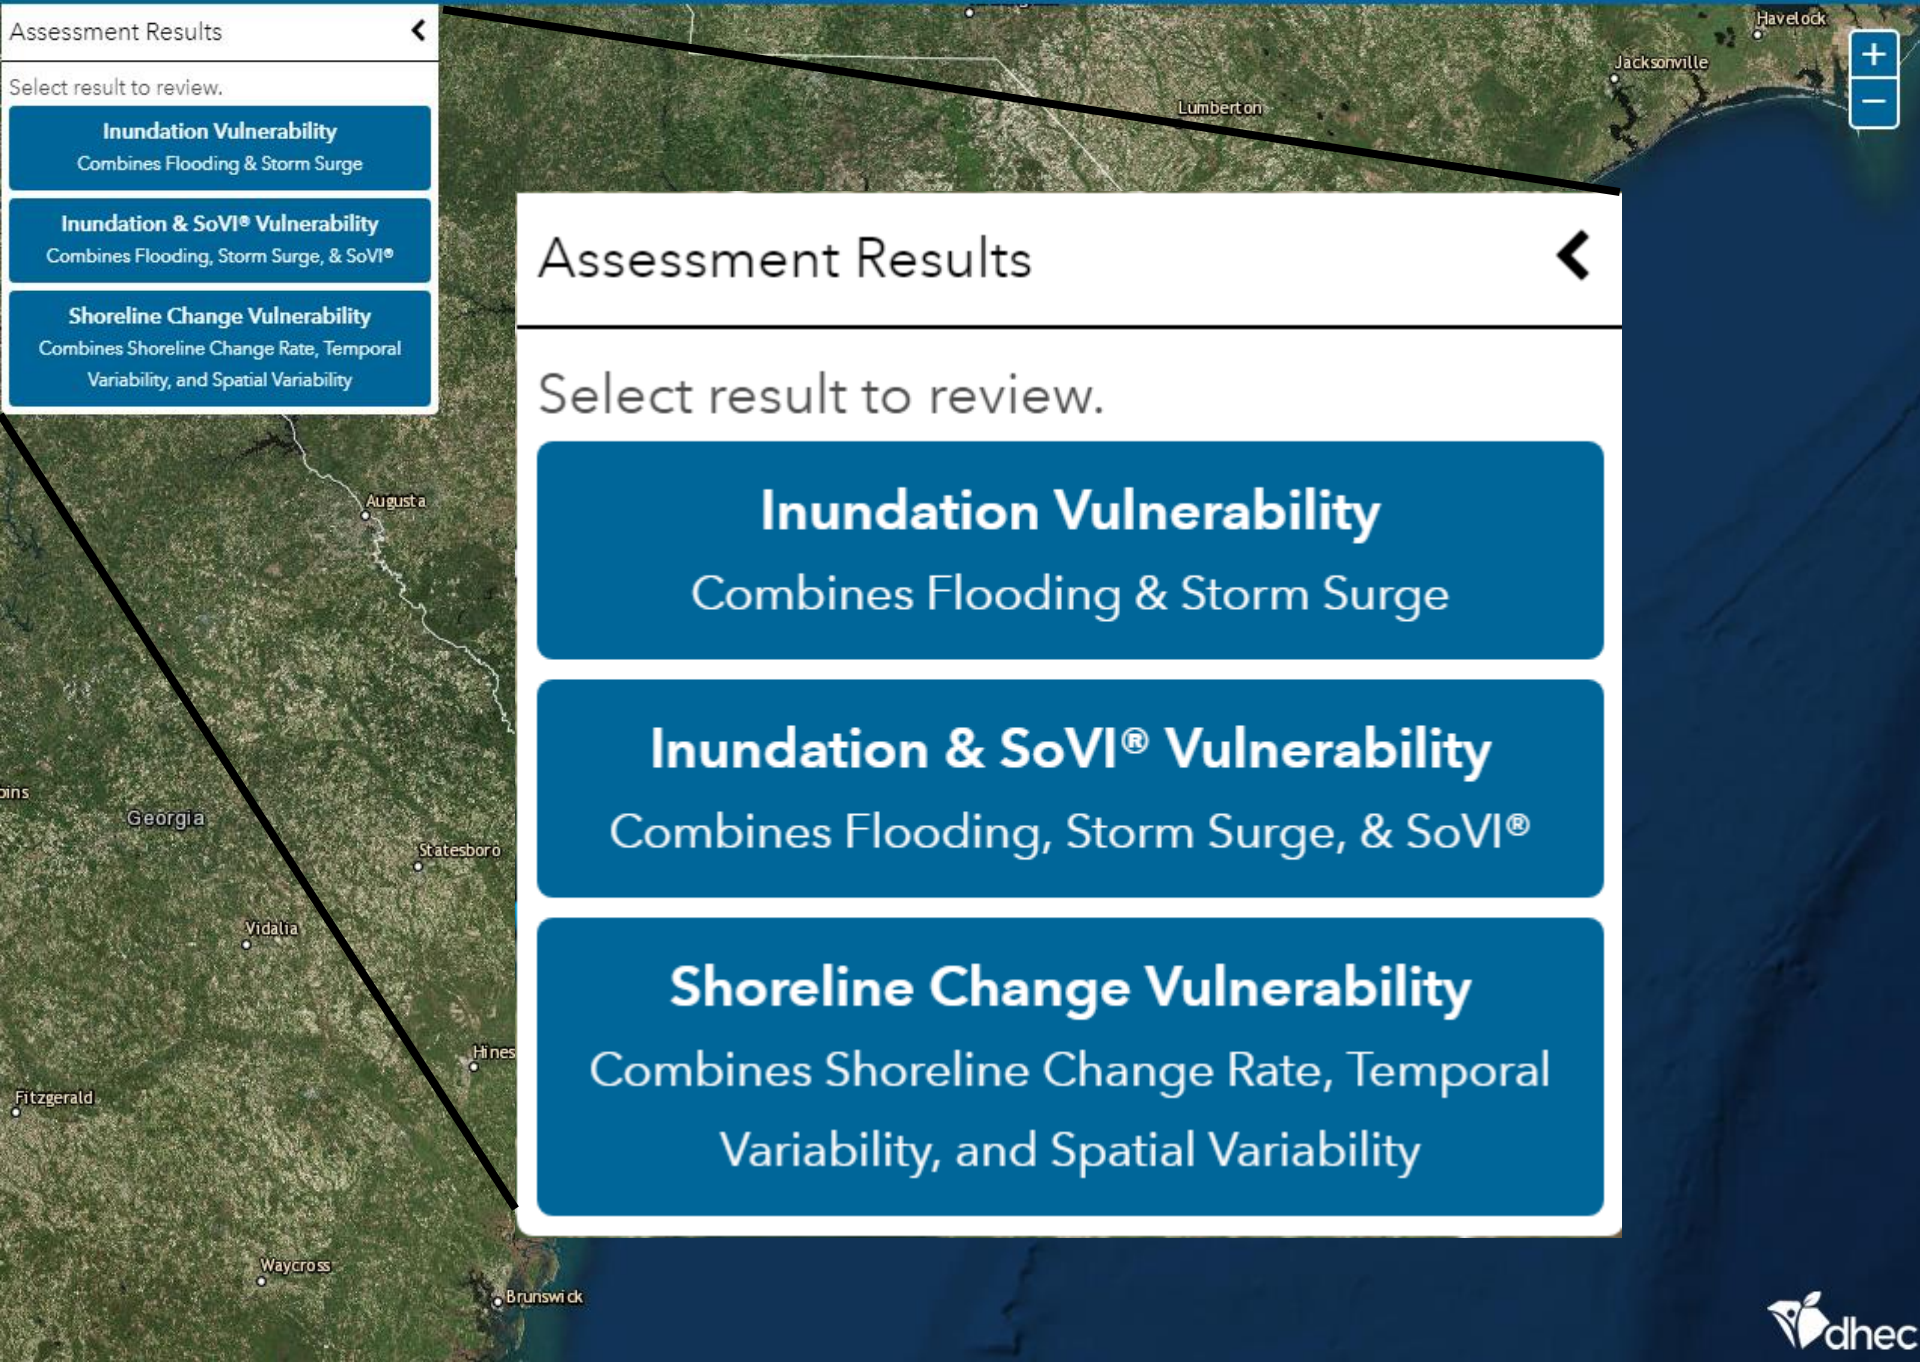 Assessment Results
Select result to review.
Inundation Vulnerability
Combines Flooding & Storm Surge
Inundation & SoVI® Vulnerability
Combines Flooding, Storm Surge, & SoVI®
Shoreline Change Vulnerability
Combines Shoreline Change Rate, Temporal
Variability, and Spatial Variability
Havelock
Jacksonville
Lumberton
+
−
Assessment Results
Select result to review.
Inundation Vulnerability
Combines Flooding & Storm Surge
Inundation & SoVI® Vulnerability
Combines Flooding, Storm Surge, & SoVI®
Shoreline Change Vulnerability
Combines Shoreline Change Rate, Temporal
Variability, and Spatial Variability
Augusta
Georgia
Statesboro
Vidalia
Hines
Fitzgerald
Waycross
Brunswick
dhec